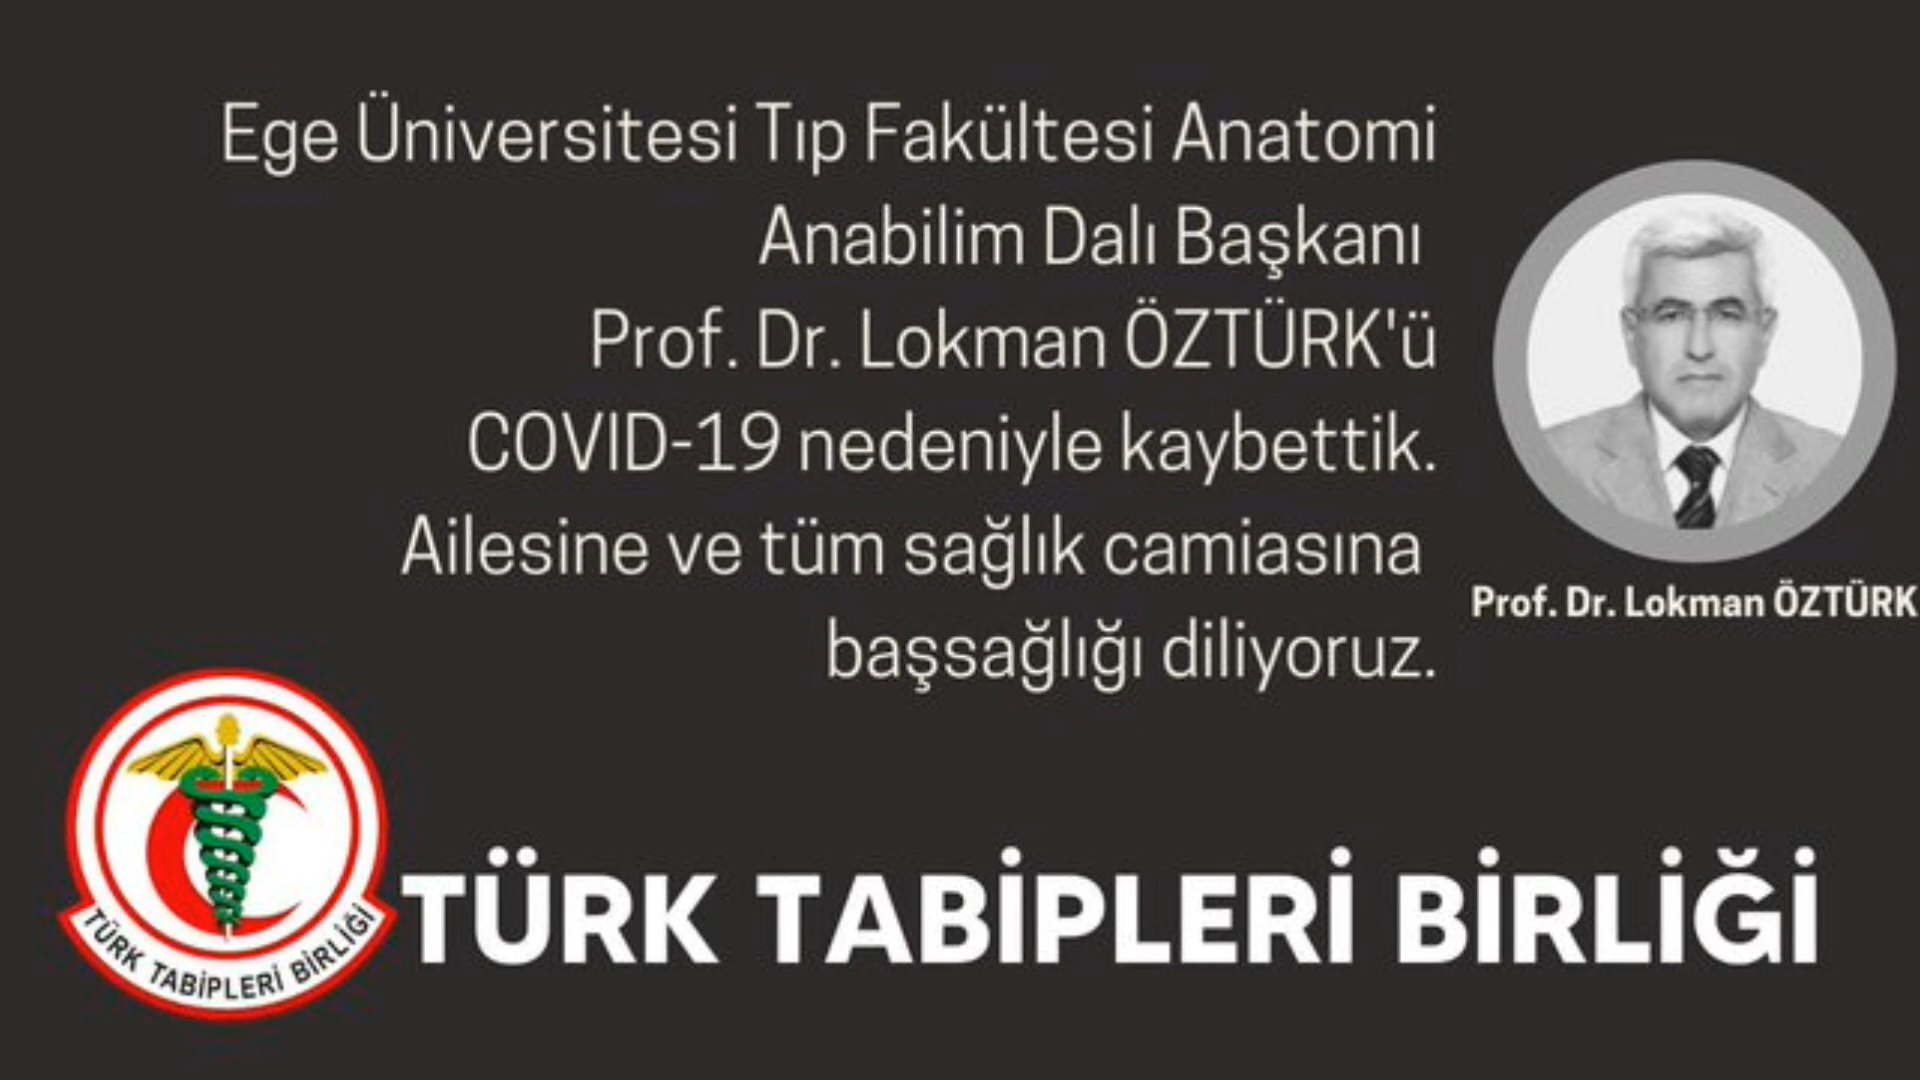 Ege Üniversitesi Tıp Fakültesi Anatomi
Anabilim Dalı Başkanı
Prof. Dr. Lokman ÖZTÜRK'ü
COVID-19 nedeniyle kaybettik.
Ailesine ve tüm sağlık camiasına
başsağlığı diliyoruz.
Prof. Dr. Lokman ÖZTÜRK
TÜRK TABİPLERİ BİRLİĞİ
TÜRK TABİPLERİ BİRLİĞİ